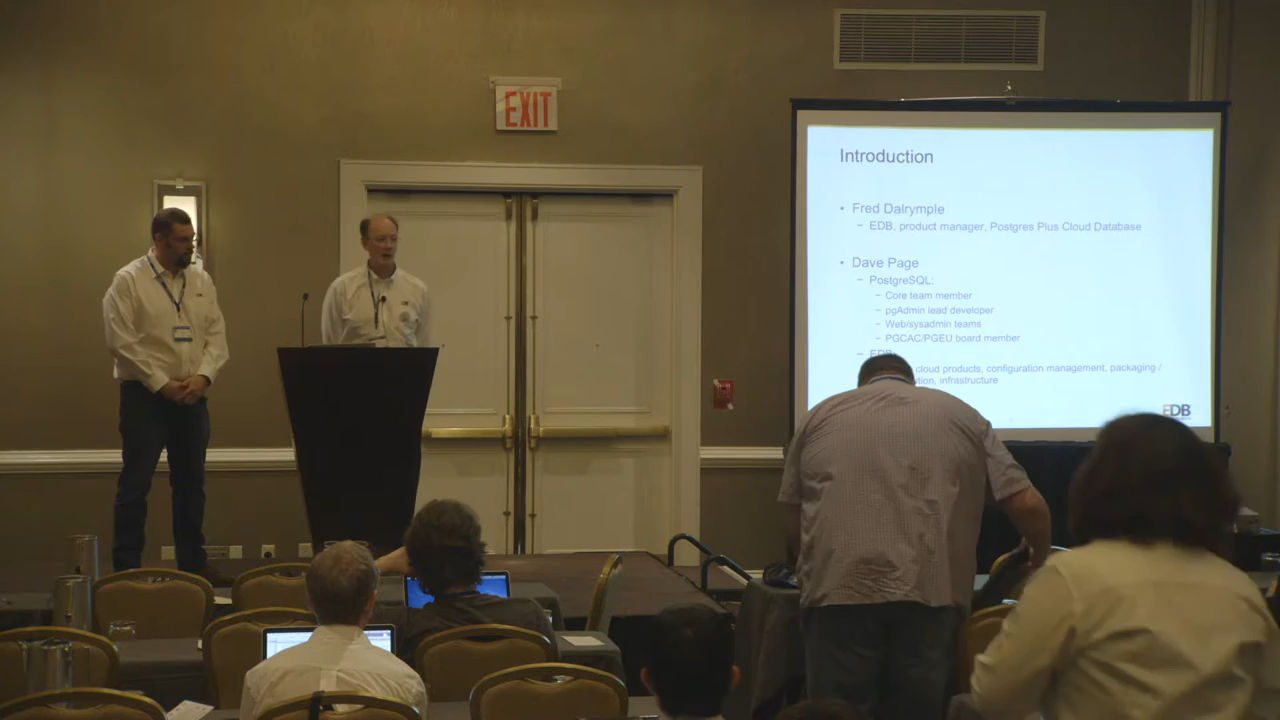 EXIT
Introduction
• Fred Dalrymple
– EDB, product manager, Postgres Plus Cloud Database
• Dave Page
– PostgreSQL:
– Core team member
– pgAdmin lead developer
– Web/sysadmin teams
– PGCAC/PGEU board member
– EDB:
cloud products, configuration management, packaging /
infrastructure
EDB